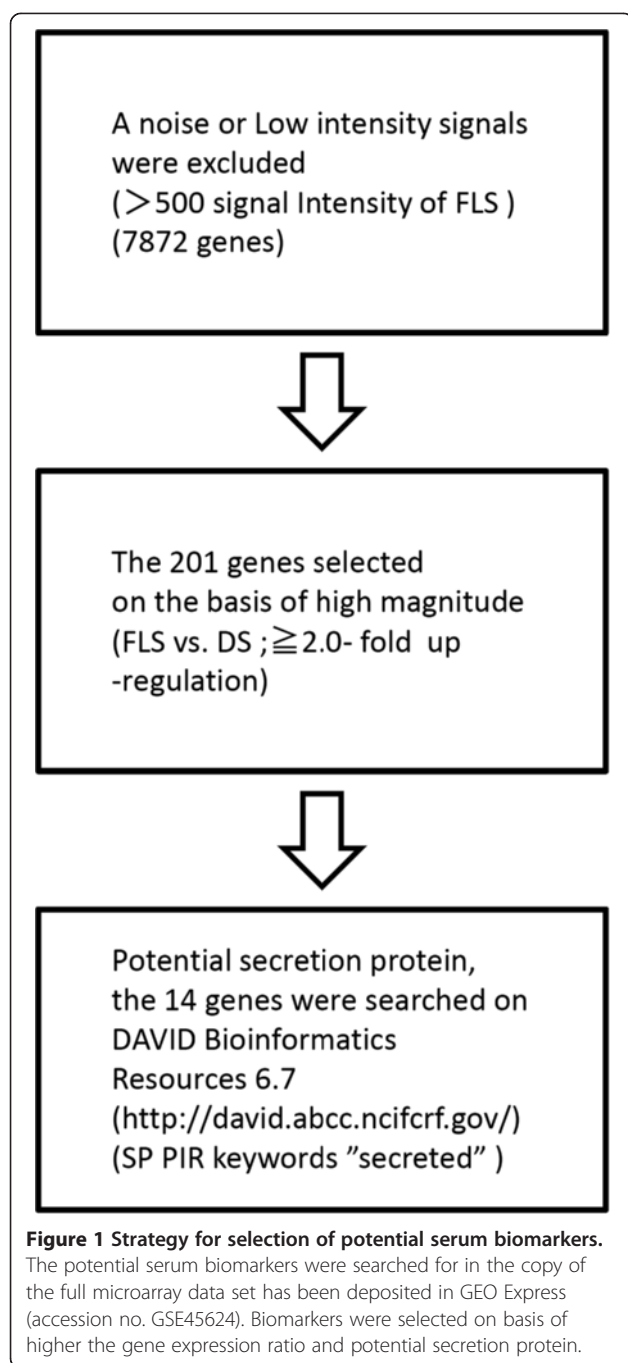 A noise or Low intensity signals
were excluded
(＞500 signal Intensity of FLS )
(7872 genes)
The 201 genes selected
on the basis of high magnitude
(FLS vs. DS ;≧2.0- fold up
-regulation)
Potential secretion protein,
the 14 genes were searched on
DAVID Bioinformatics
Resources 6.7
(http://david.abcc.ncifcrf.gov/)
(SP PIR keywords ”secreted” )
Figure 1 Strategy for selection of potential serum biomarkers.
The potential serum biomarkers were searched for in the copy of
the full microarray data set has been deposited in GEO Express
(accession no. GSE45624). Biomarkers were selected on basis of
higher the gene expression ratio and potential secretion protein.